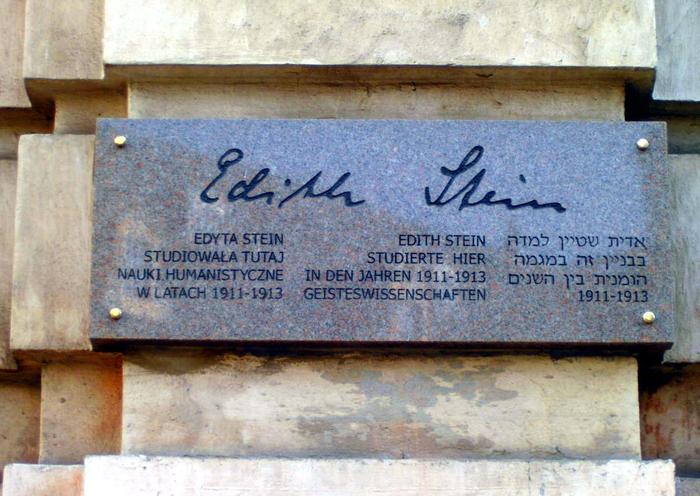 Edith Stein
EDYTA STEIN
STUDIOWAŁA TUTAJ
NAUKI HUMANISTYCZNE
W LATACH 1911-1913
EDITH STEIN
STUDIERTE HIER
IN DEN JAHREN 1911-1913
GEISTESWISSENSCHAFTEN
אדית שטיין למדה
בבניין זה במגמה
הומנית בין השנים
1911-1913